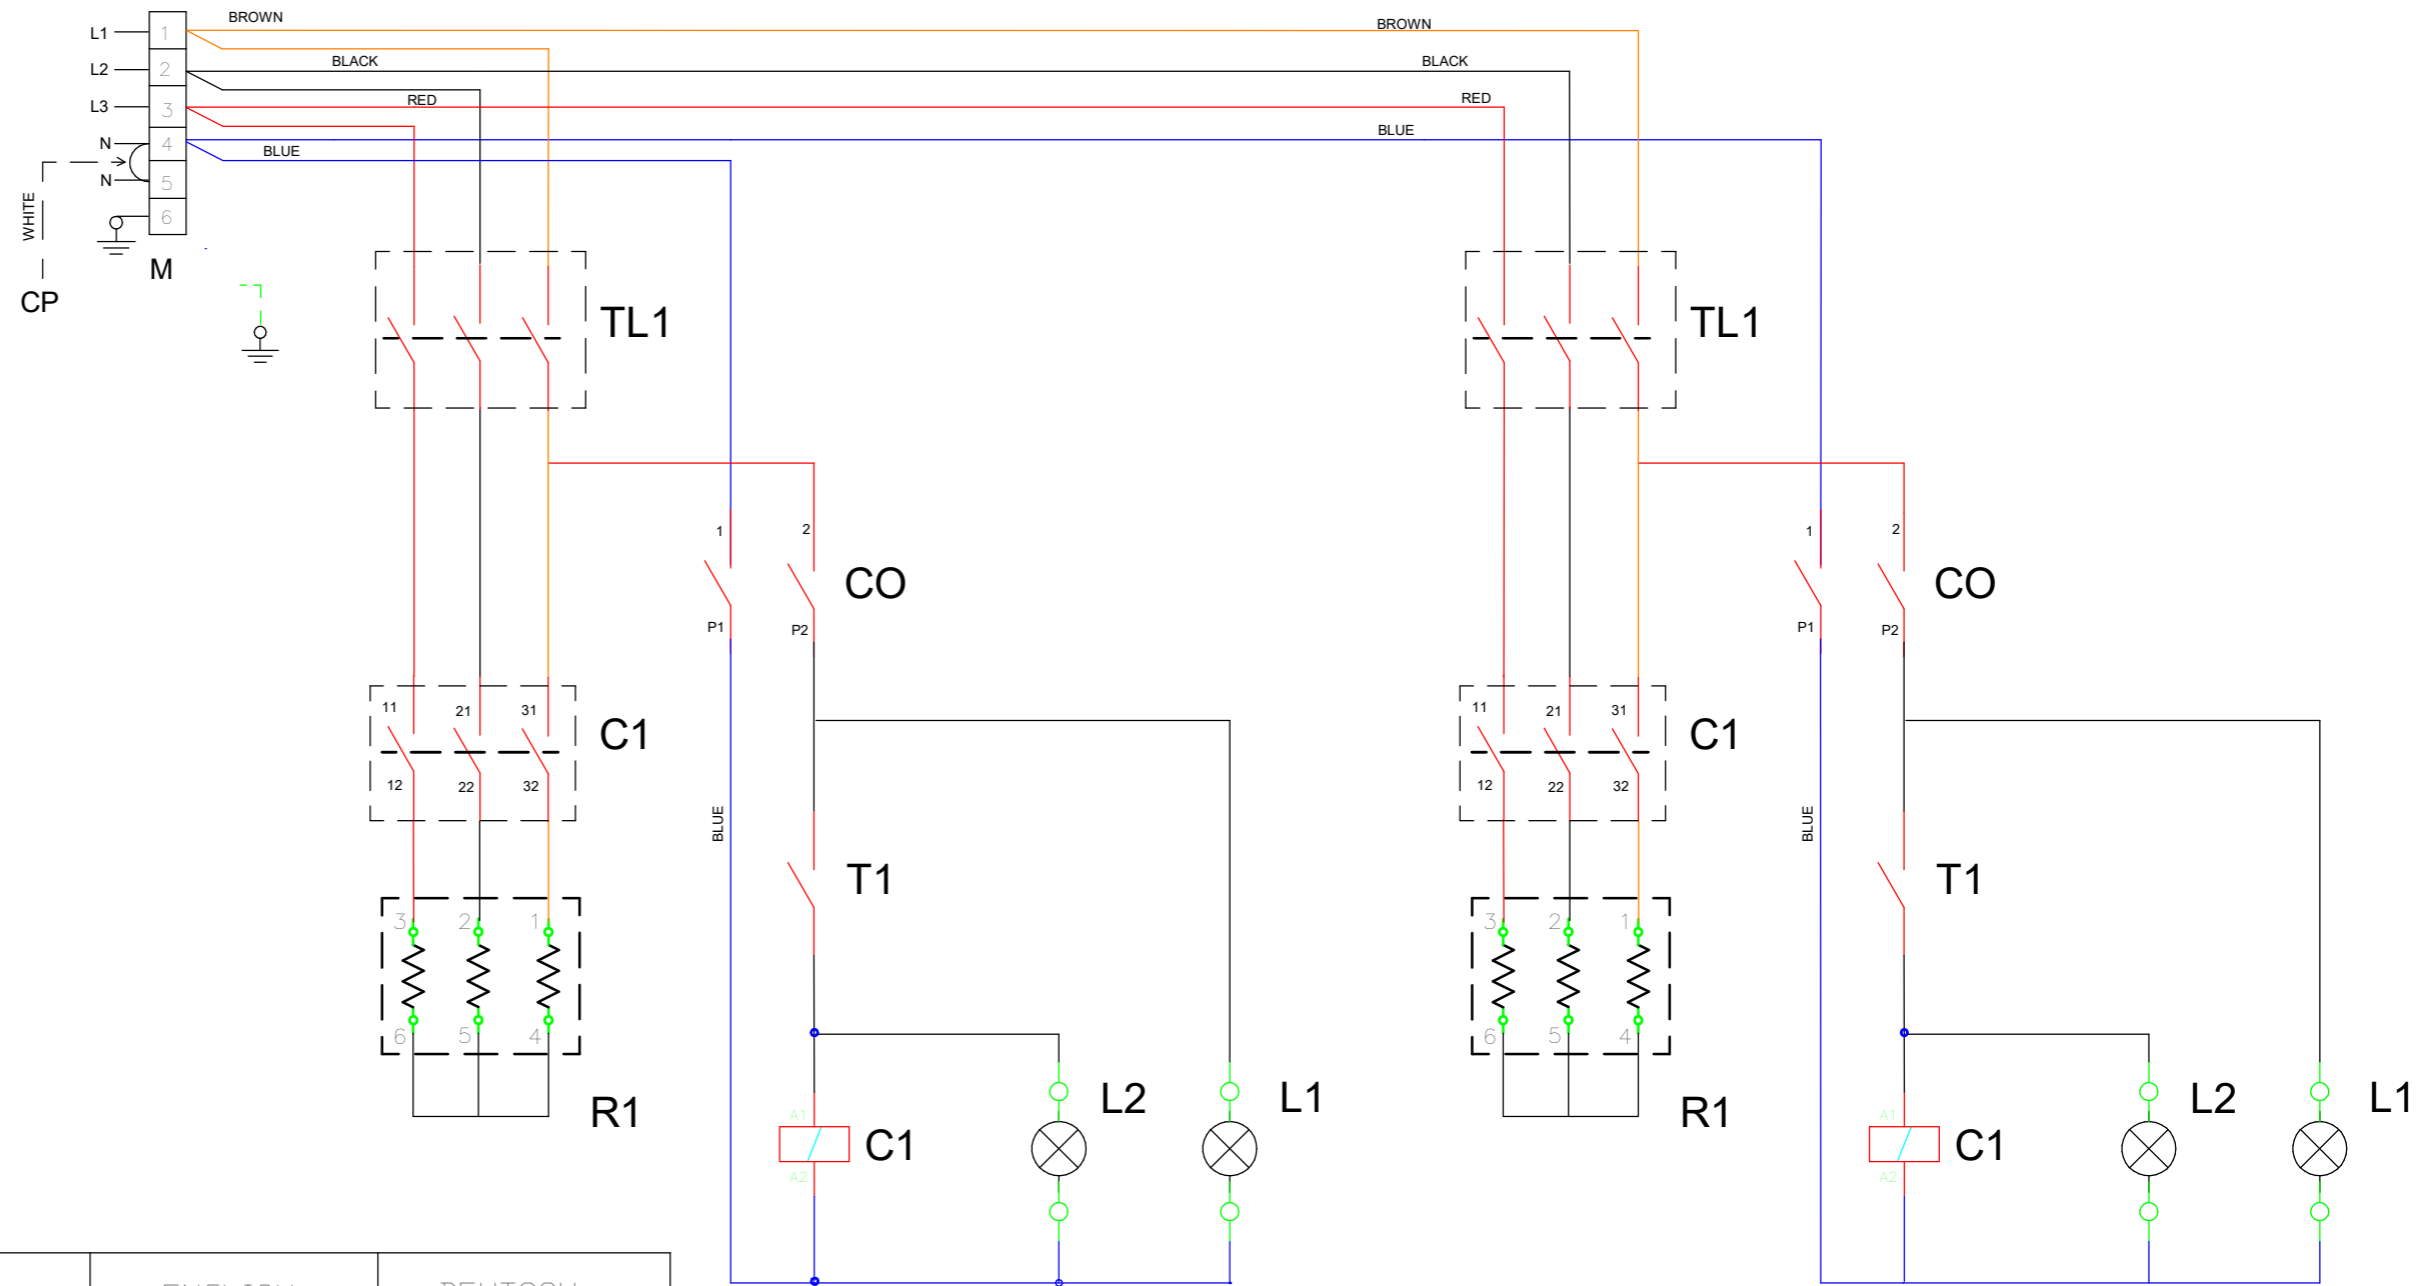 BROWN
BROWN
L1
1
L2
2
BLACK
BLACK
L3
3
RED
RED
N
4
BLUE
BLUE
N
5
WHITE
6
M
CP
TL1
TL1
1
2
CO
P1
P2
1
2
CO
P1
P2
11
21
31
C1
12
22
32
11
21
31
C1
12
22
32
BLUE
BLUE
T1
T1
3
2
1
6
5
4
R1
3
2
1
6
5
4
R1
A1
C1
A2
L2
L1
A1
C1
A2
L2
L1